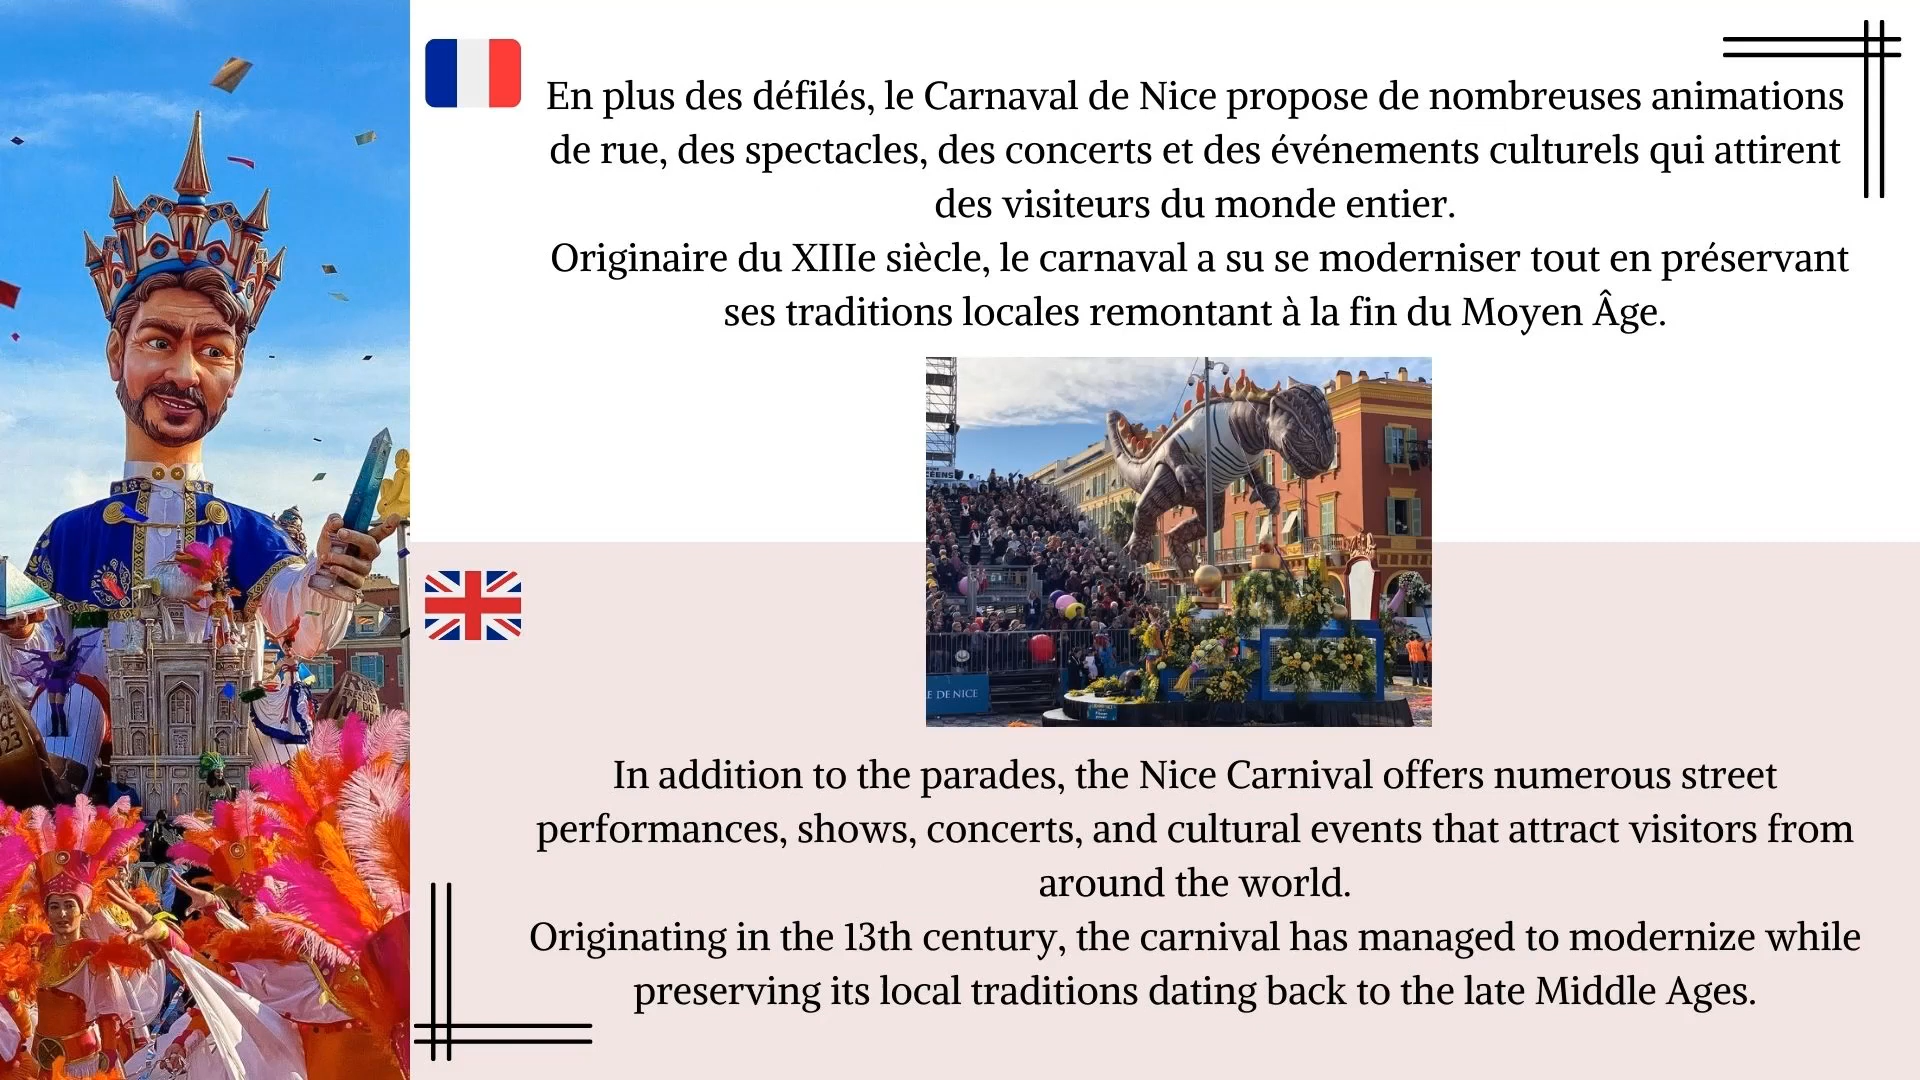 En plus des défilés, le Carnaval de Nice propose de nombreuses animations
de rue, des spectacles, des concerts et des événements culturels qui attirent
des visiteurs du monde entier.
Originaire du XIIIe siècle, le carnaval a su se moderniser tout en préservant
ses traditions locales remontant à la fin du Moyen Âge.
E DE NICE
In addition to the parades, the Nice Carnival offers numerous street
performances, shows, concerts, and cultural events that attract visitors from
around the world.
Originating in the 13th century, the carnival has managed to modernize while
preserving its local traditions dating back to the late Middle Ages.